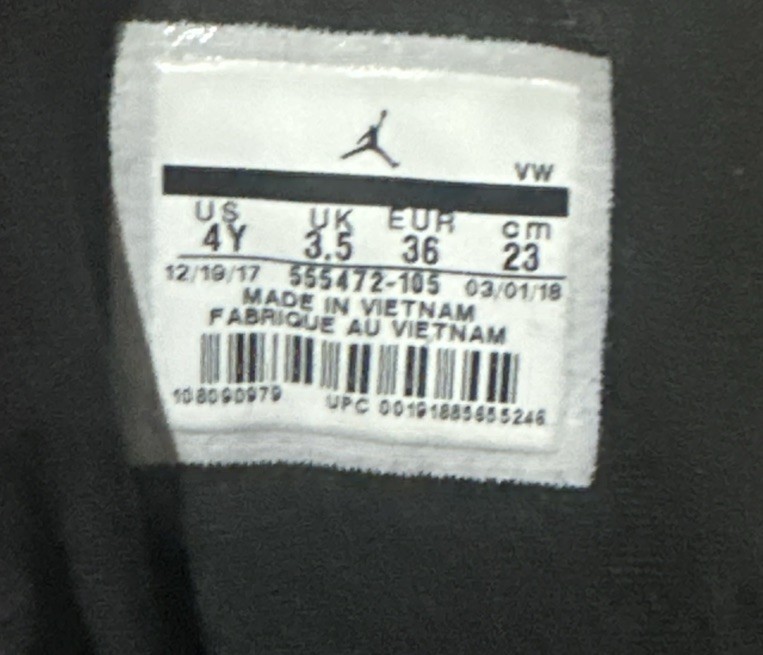 VW
US UK EUR cm
4Y 3.5 36 23
12/19/17 555472-105 03/01/18
MADE IN VIETNAM
FABRIQUE AU VIETNAM
108090979 UPC 00191885655246